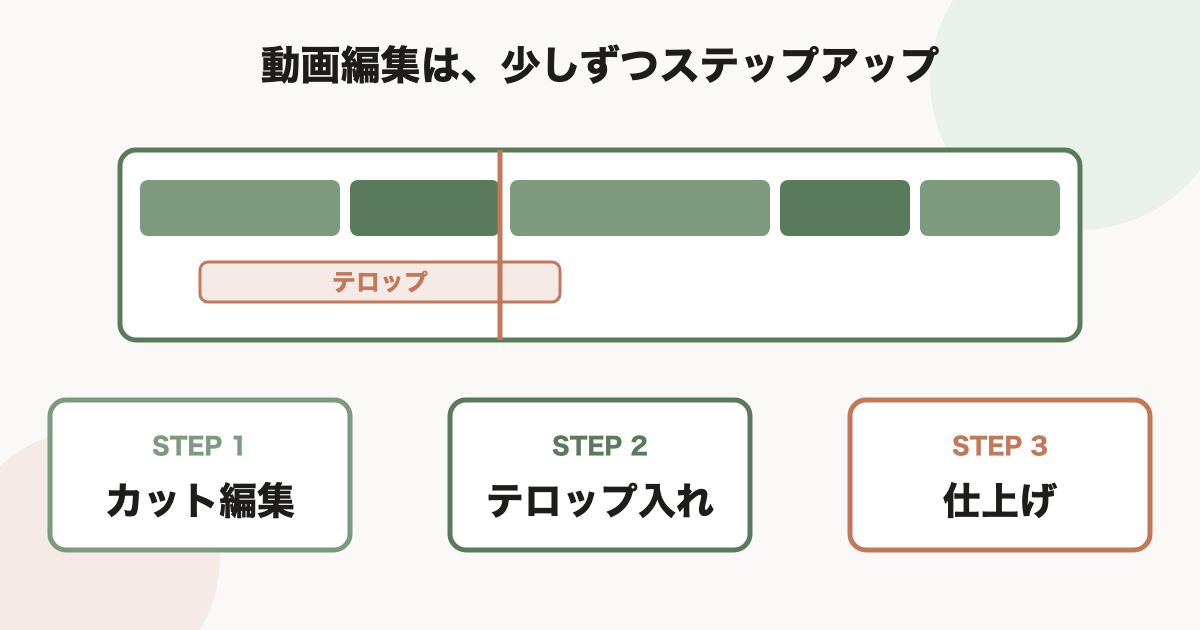 動画編集は、少しずつステップアップ
テロップ
STEP 1
カット編集
STEP 2
テロップ入れ
STEP 3
仕上げ